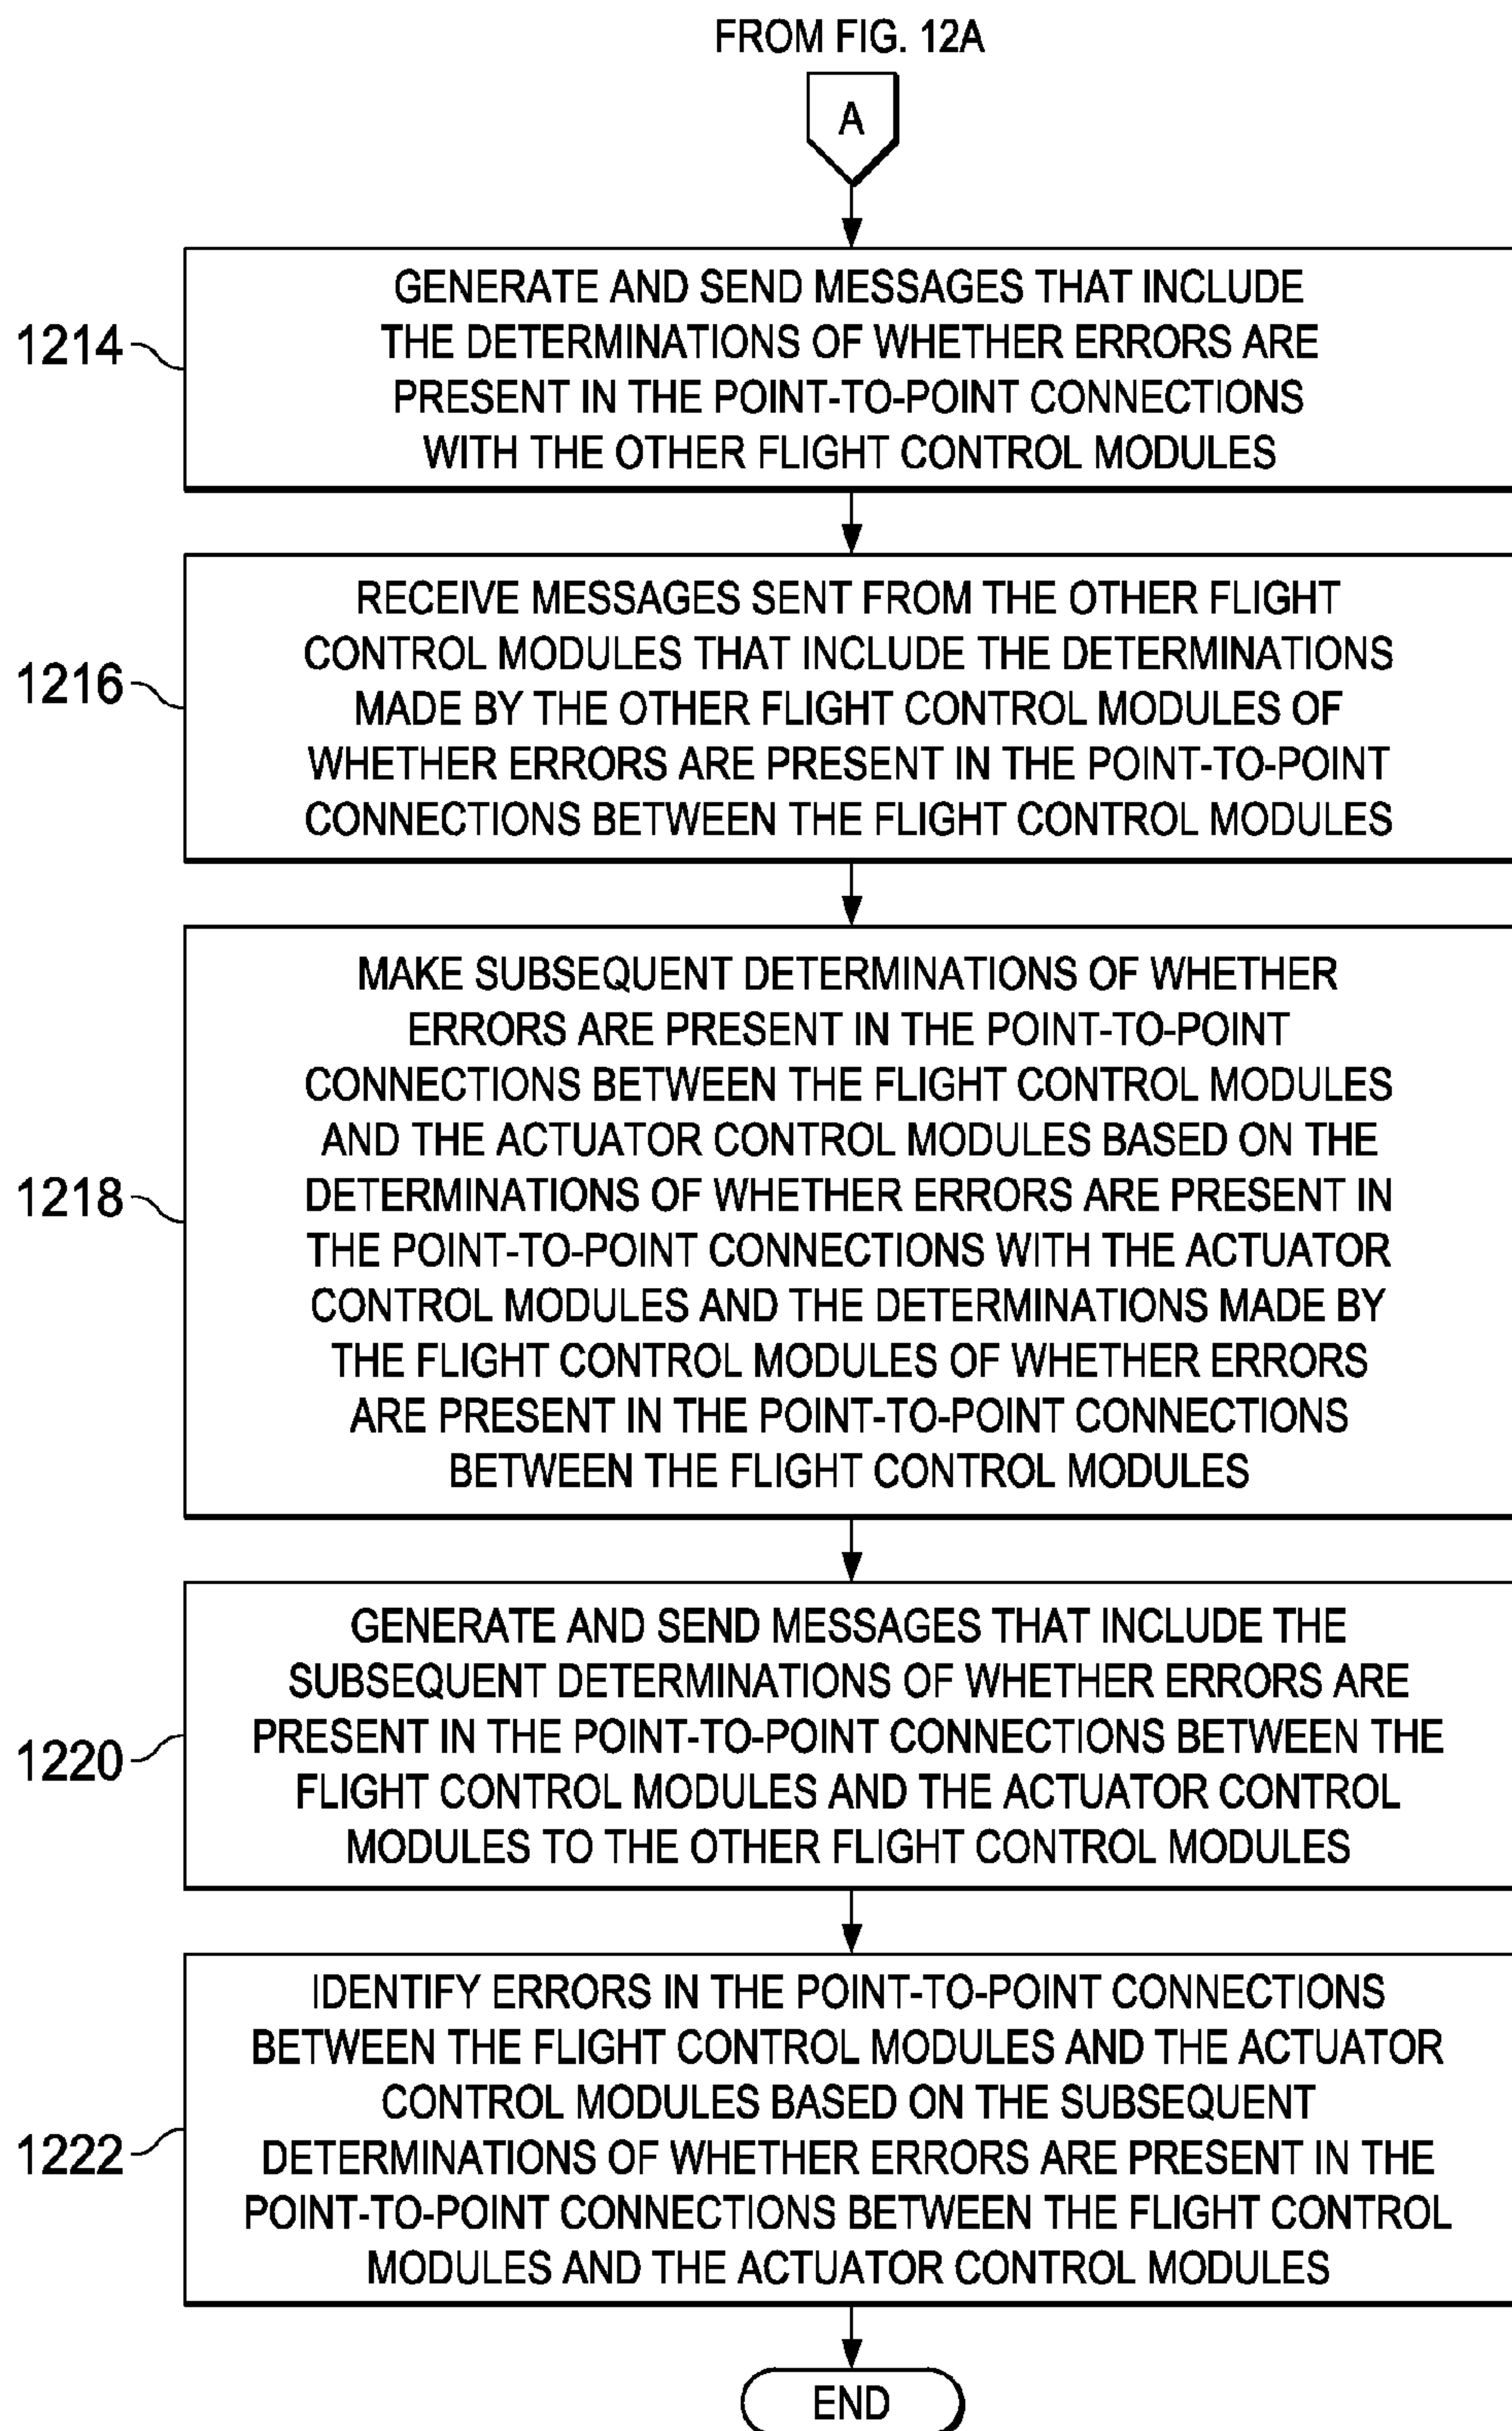 FROM FIG. 12A
A
1214
GENERATE AND SEND MESSAGES THAT INCLUDE
THE DETERMINATIONS OF WHETHER ERRORS ARE
PRESENT IN THE POINT-TO-POINT CONNECTIONS
WITH THE OTHER FLIGHT CONTROL MODULES
1216
RECEIVE MESSAGES SENT FROM THE OTHER FLIGHT
CONTROL MODULES THAT INCLUDE THE DETERMINATIONS
MADE BY THE OTHER FLIGHT CONTROL MODULES OF
WHETHER ERRORS ARE PRESENT IN THE POINT-TO-POINT
CONNECTIONS BETWEEN THE FLIGHT CONTROL MODULES
1218
MAKE SUBSEQUENT DETERMINATIONS OF WHETHER
ERRORS ARE PRESENT IN THE POINT-TO-POINT
CONNECTIONS BETWEEN THE FLIGHT CONTROL MODULES
AND THE ACTUATOR CONTROL MODULES BASED ON THE
DETERMINATIONS OF WHETHER ERRORS ARE PRESENT IN
THE POINT-TO-POINT CONNECTIONS WITH THE ACTUATOR
CONTROL MODULES AND THE DETERMINATIONS MADE BY
THE FLIGHT CONTROL MODULES OF WHETHER ERRORS
ARE PRESENT IN THE POINT-TO-POINT CONNECTIONS
BETWEEN THE FLIGHT CONTROL MODULES
1220
GENERATE AND SEND MESSAGES THAT INCLUDE THE
SUBSEQUENT DETERMINATIONS OF WHETHER ERRORS ARE
PRESENT IN THE POINT-TO-POINT CONNECTIONS BETWEEN THE
FLIGHT CONTROL MODULES AND THE ACTUATOR CONTROL
MODULES TO THE OTHER FLIGHT CONTROL MODULES
1222
IDENTIFY ERRORS IN THE POINT-TO-POINT CONNECTIONS
BETWEEN THE FLIGHT CONTROL MODULES AND THE ACTUATOR
CONTROL MODULES BASED ON THE SUBSEQUENT
DETERMINATIONS OF WHETHER ERRORS ARE PRESENT IN THE
POINT-TO-POINT CONNECTIONS BETWEEN THE FLIGHT CONTROL
MODULES AND THE ACTUATOR CONTROL MODULES
END